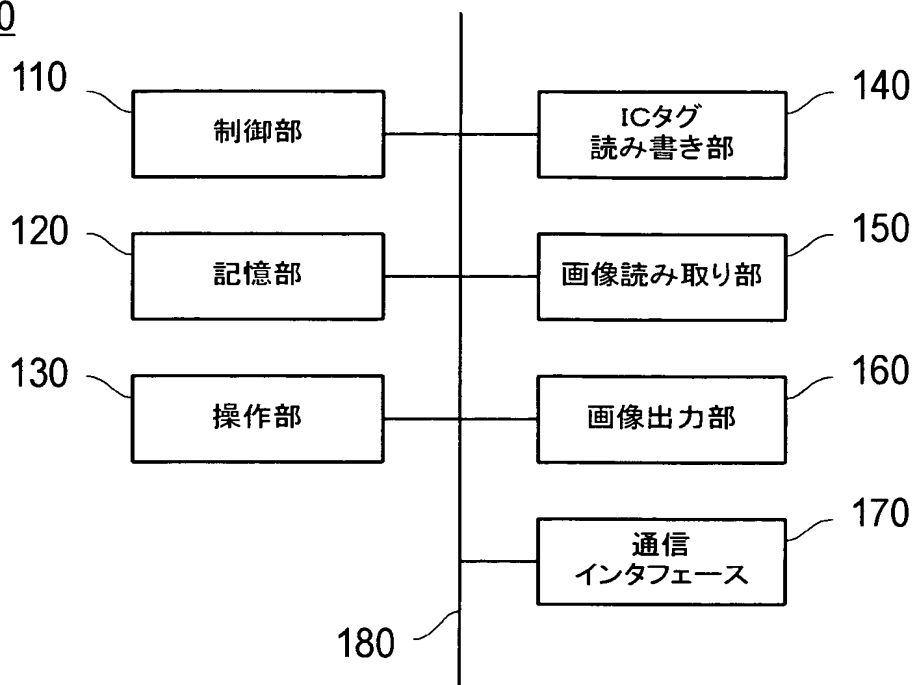 0
110
制御部
140
ICタグ
読み書き部
120
記憶部
150
画像読み取り部
130
操作部
160
画像出力部
170
通信
インタフェース
180